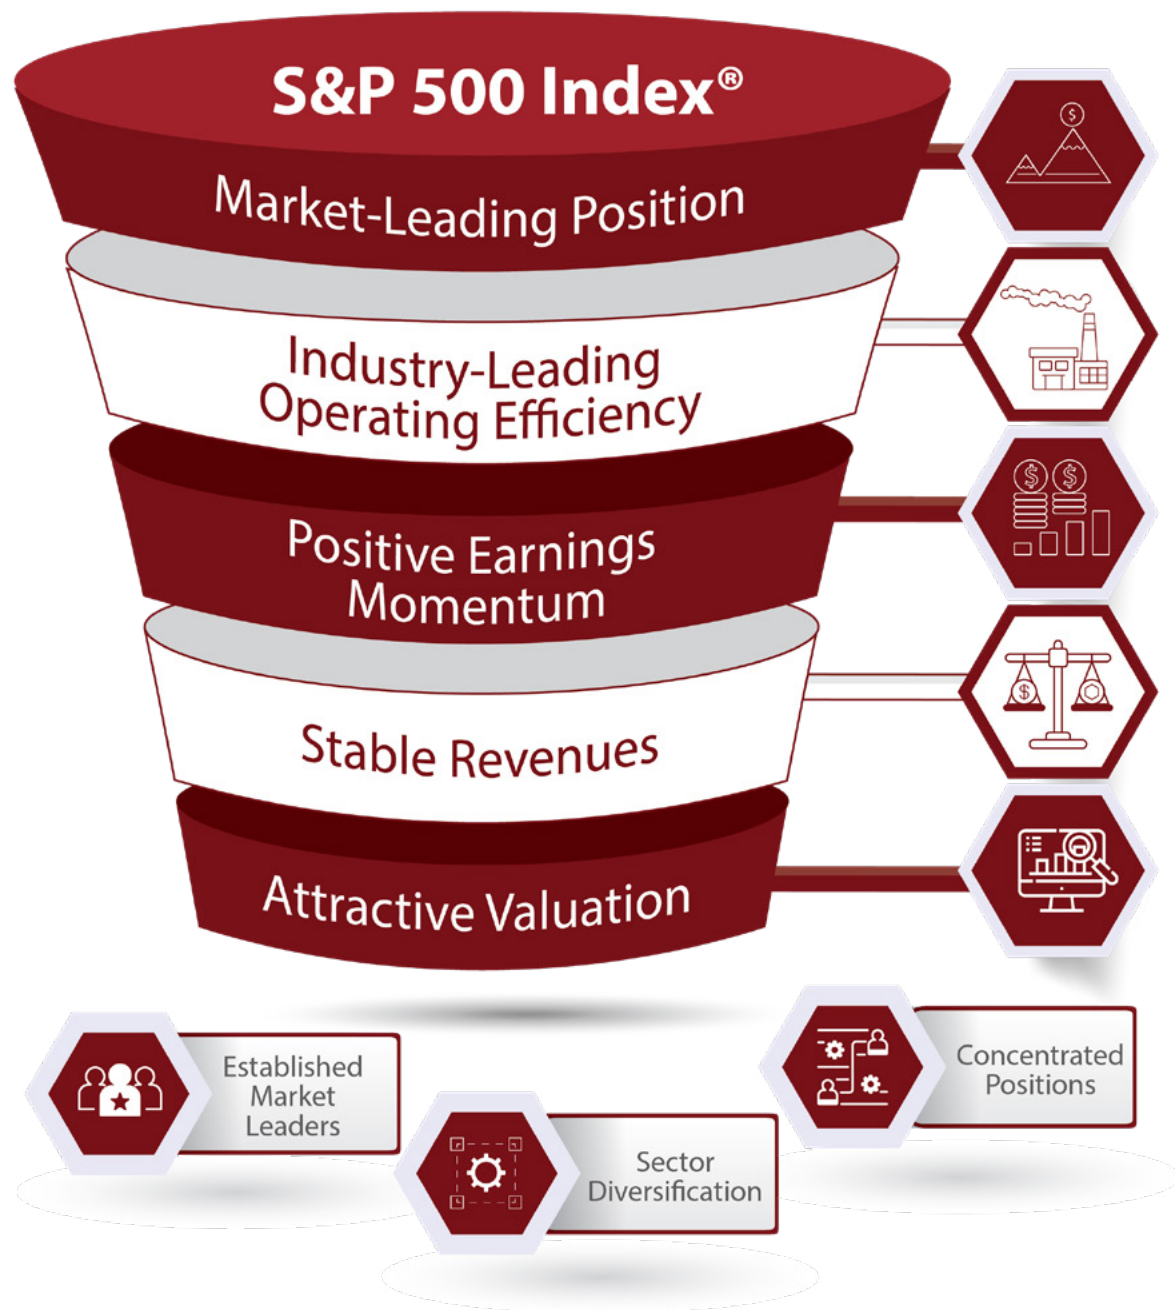 S&P 500 Index®
Market-Leading Position
Industry-Leading
Operating Efficiency
Positive Earnings
Momentum
Stable Revenues
Attractive Valuation
Established
Market
Leaders
Sector
Diversification
Concentrated
Positions